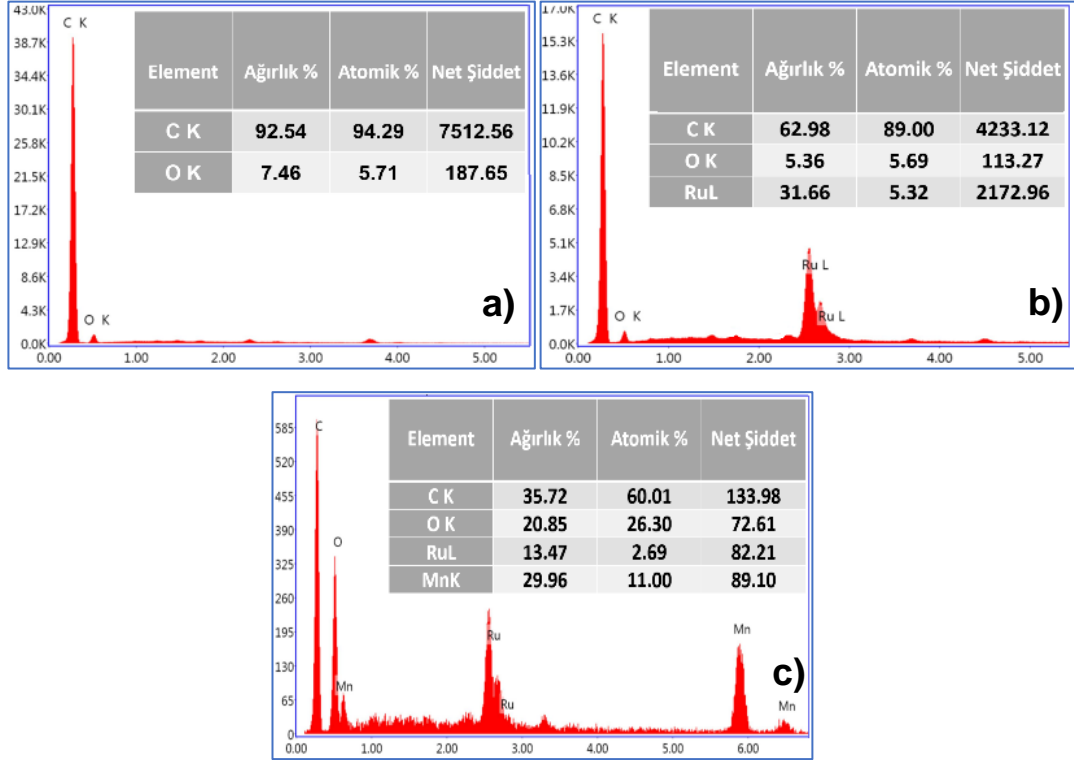 43.0K
38.7K
34.4K
30.1K
25.8K
21.5K
17.2K
12.9K
8.6K
4.3K
0.0K
C K
O K
0.00 1.00 2.00 3.00 4.00 5.00
Element Ağırlık % Atomik % Net Şiddet
C K 92.54 94.29 7512.56
O K 7.46 5.71 187.65
a)
17.0K
15.3K
13.6K
11.9K
10.2K
8.5K
6.8K
5.1K
3.4K
1.7K
0.0K
C K
O K
Ru L
Ru L
0.00 1.00 2.00 3.00 4.00 5.00
Element Ağırlık % Atomik % Net Şiddet
C K 62.98 89.00 4233.12
O K 5.36 5.69 113.27
RuL 31.66 5.32 2172.96
b)
585
520
455
390
325
260
195
130
65
0
C
O
Mn
Ru
Ru
Mn
Mn
0.00 1.00 2.00 3.00 4.00 5.00 6.00
Element Ağırlık % Atomik % Net Şiddet
C K 35.72 60.01 133.98
O K 20.85 26.30 72.61
RuL 13.47 2.69 82.21
MnK 29.96 11.00 89.10
c)